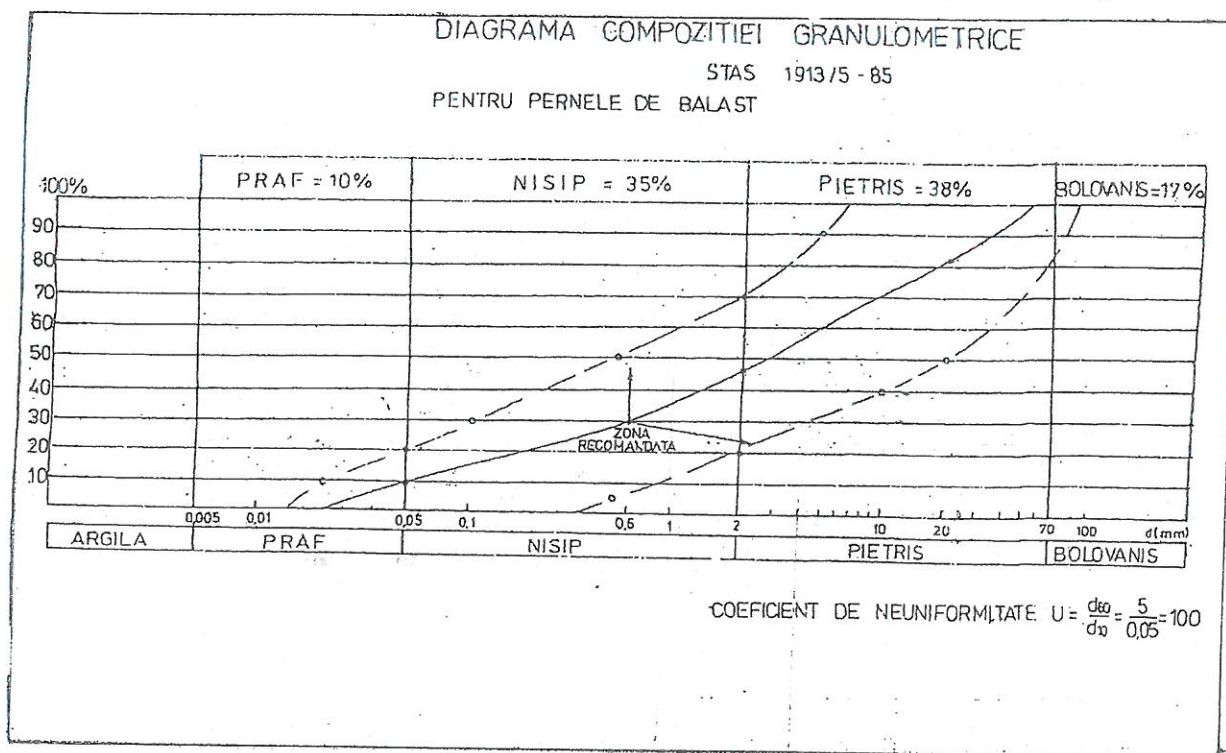 DIAGRAMA COMPOZITIEI GRANULOMETRICE
STAS 1913/5 - 85
PENTRU PERNELE DE BALAST
PRAF = 10% NISIP = 35% PIETRIS = 38% BOLOVANIS=17%
100%
90
80
70
60
50
40
30
20
10
ZONA
RECOMANDATA
0,005 0,01 0,05 0,1 0,6 1 2 10 20 70 100 d(mm)
ARGILA PRAF NISIP PIETRIS BOLOVANIS
COEFICIENT DE NEUNIFORMITATE U = d60/d10 = 5/0,05 = 100